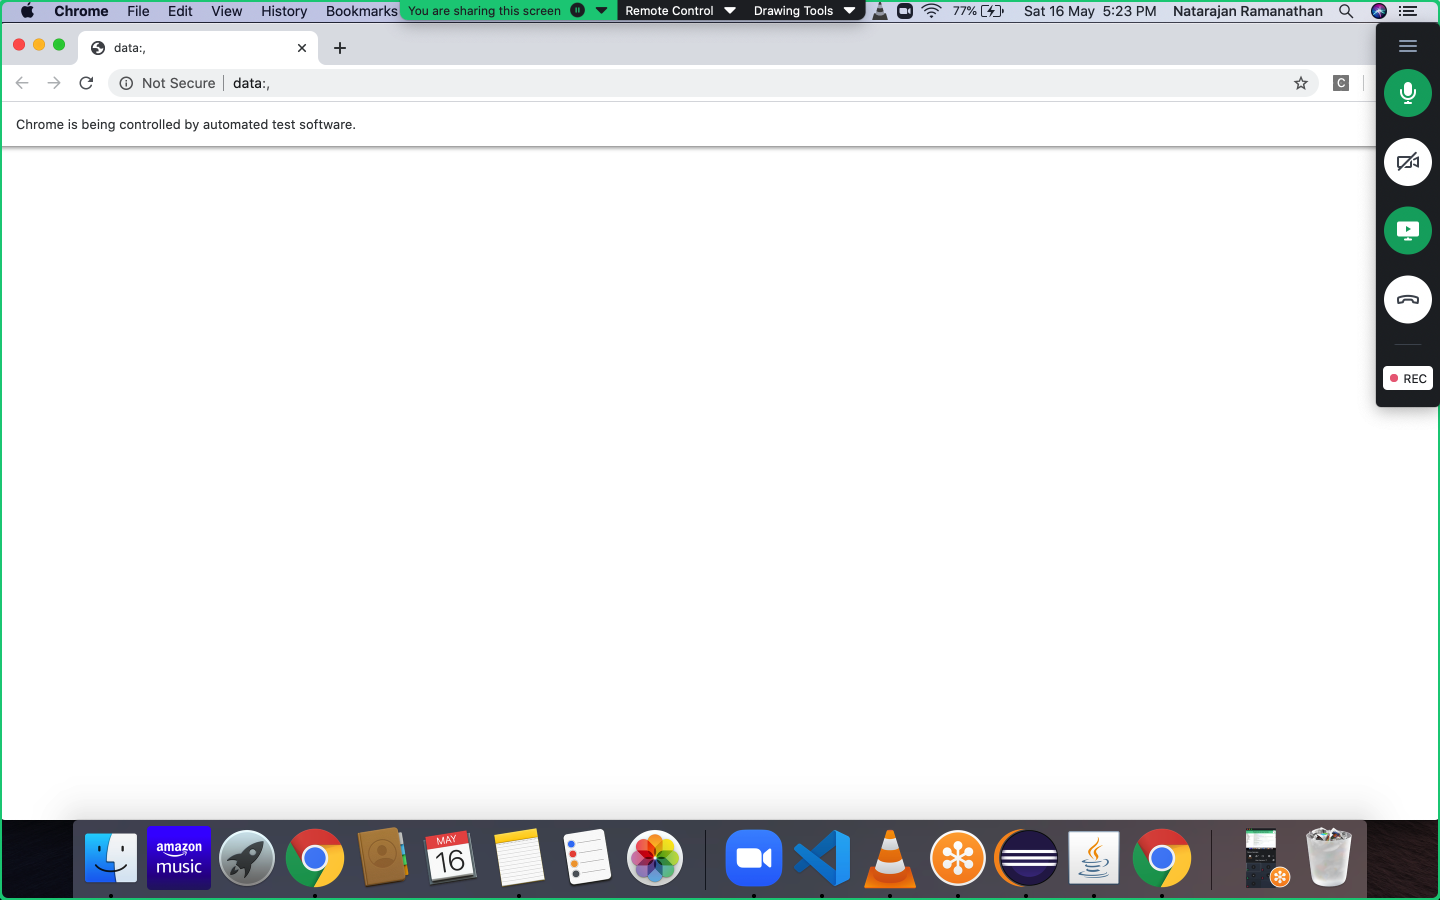 Chrome File Edit View History Bookmarks You are sharing this screen Remote Control Drawing Tools 77% Sat 16 May 5:23 PM Natarajan Ramanathan
data:,
Not Secure data:, C
Chrome is being controlled by automated test software.
REC
amazon
music
MAY
16